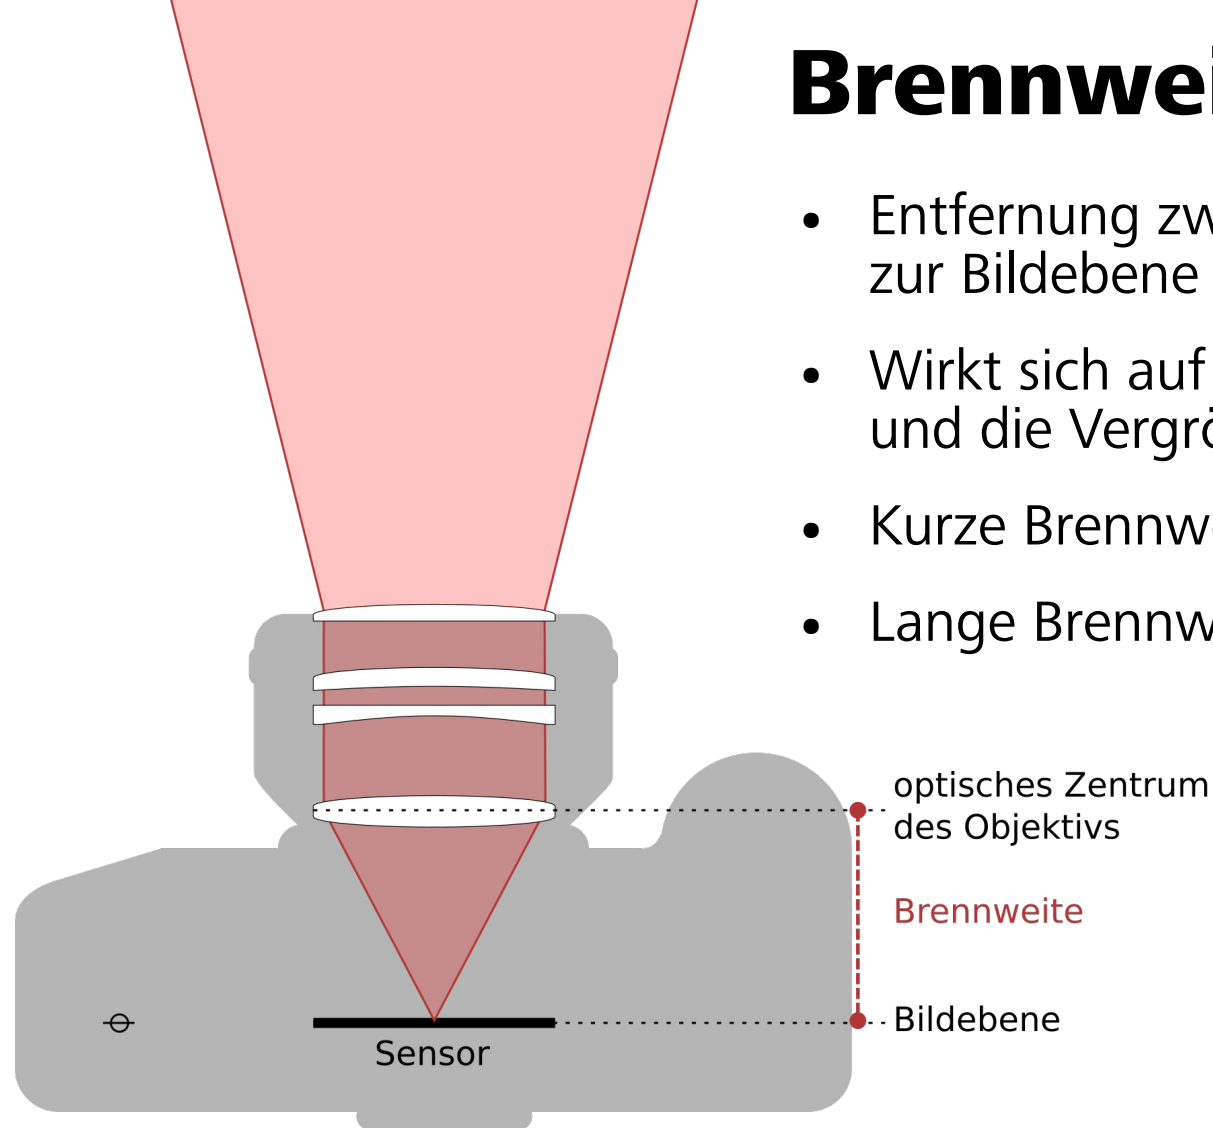 Brennwei
• Entfernung zw
zur Bildebene
• Wirkt sich auf
und die Vergrö
• Kurze Brennwe
• Lange Brennw
optisches Zentrum
des Objektivs
Brennweite
Bildebene
Sensor